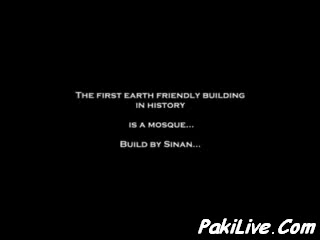 The first earth friendly building
in history
is a mosque...
Build by Sinan...
PakiLive.Com